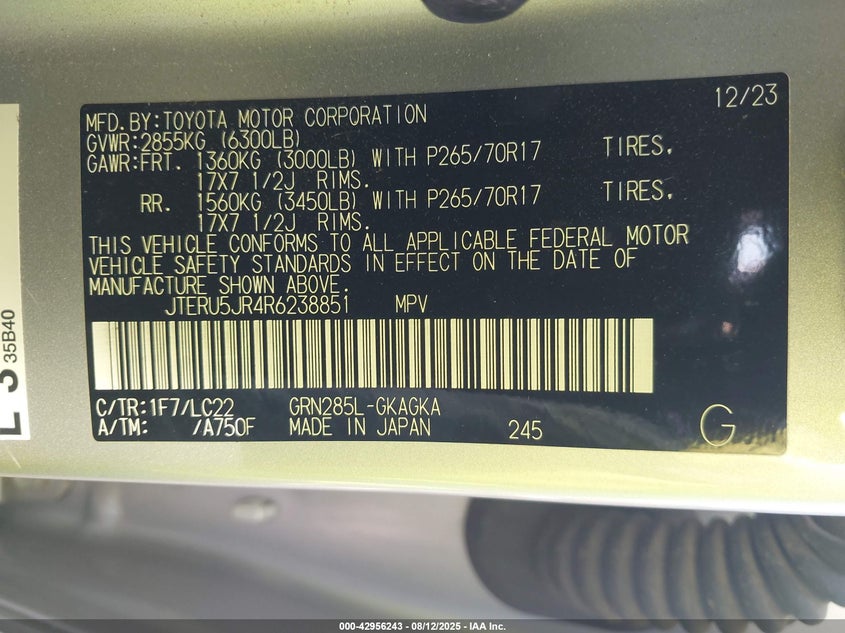 12/23
MFD.BY:TOYOTA MOTOR CORPORATION
GVWR:2855KG (6300LB)
GAWR:FRT. 1360KG (3000LB) WITH P265/70R17 TIRES.
17X7 1/2J RIMS.
RR. 1560KG (3450LB) WITH P265/70R17 TIRES.
17X7 1/2J RIMS.
THIS VEHICLE CONFORMS TO ALL APPLICABLE FEDERAL MOTOR
VEHICLE SAFETY STANDARDS IN EFFECT ON THE DATE OF
MANUFACTURE SHOWN ABOVE.
JTERU5JR4R6238851 MPV
C/TR:1F7/LC22 GRN285L-GKAGKA
A/TM: /A750F MADE IN JAPAN 245 G
35B40
000-42956243 - 08/12/2025 - IAA Inc.